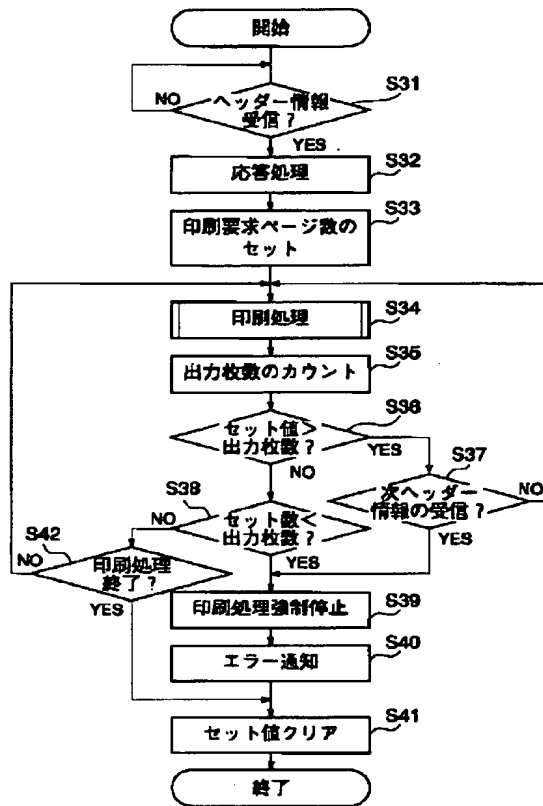 開始
S31
NO
ヘッダー情報
受信？
YES
S32
応答処理
S33
印刷要求ページ数の
セット
印刷処理
S34
S35
出力枚数のカウント
S36
セット値＞
出力枚数？
YES
NO
S37
次ヘッダー
情報の受信？
NO
YES
S38
セット数＜
出力枚数？
NO
YES
S42
印刷処理
終了？
NO
YES
S39
印刷処理強制停止
S40
エラー通知
S41
セット値クリア
終了